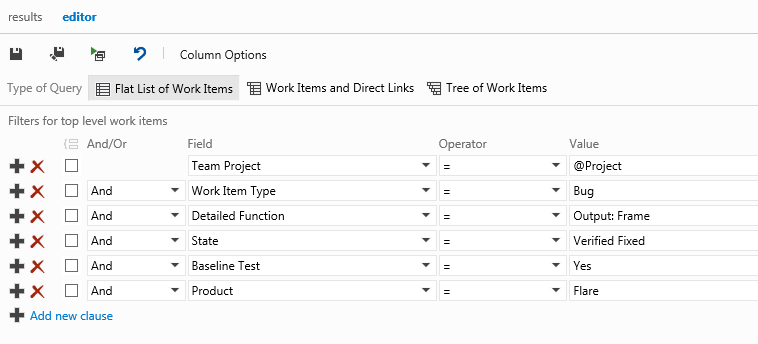 results editor
Column Options
Type of Query Flat List of Work Items Work Items and Direct Links Tree of Work Items
Filters for top level work items
And/Or Field Operator Value
Team Project = @Project
And Work Item Type = Bug
And Detailed Function = Output: Frame
And State = Verified Fixed
And Baseline Test = Yes
And Product = Flare
Add new clause